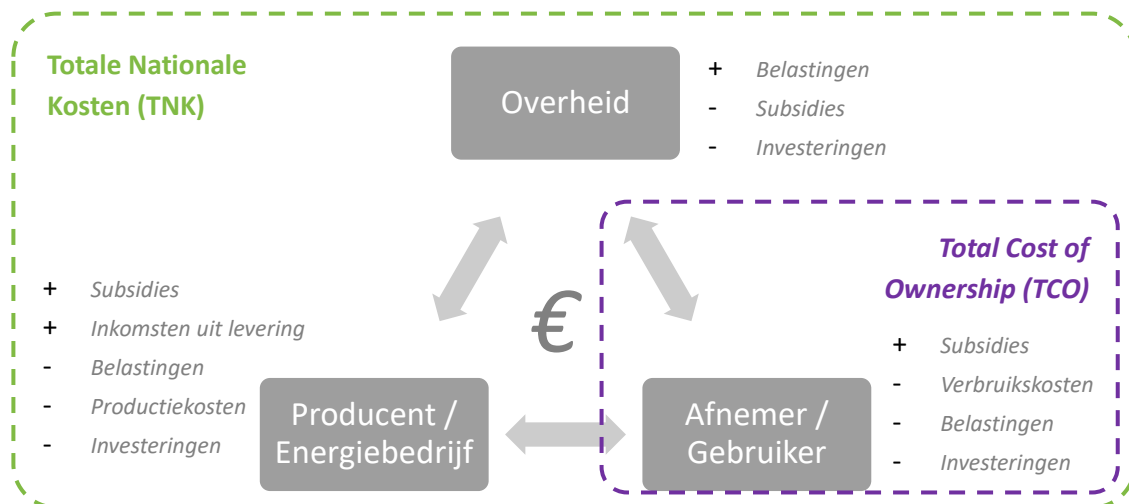 Totale Nationale
Kosten (TNK)
Overheid
+ Belastingen
- Subsidies
- Investeringen
Total Cost of
Ownership (TCO)
+ Subsidies
+ Inkomsten uit levering
- Belastingen
- Productiekosten
- Investeringen
€
Producent /
Energiebedrijf
Afnemer /
Gebruiker
+ Subsidies
- Verbruikskosten
- Belastingen
- Investeringen